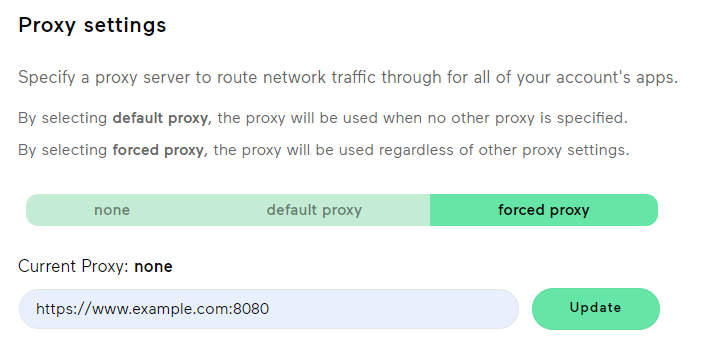 Proxy settings
Specify a proxy server to route network traffic through for all of your account's apps.
By selecting default proxy, the proxy will be used when no other proxy is specified.
By selecting forced proxy, the proxy will be used regardless of other proxy settings.
none default proxy forced proxy
Current Proxy: none
https://www.example.com:8080 Update